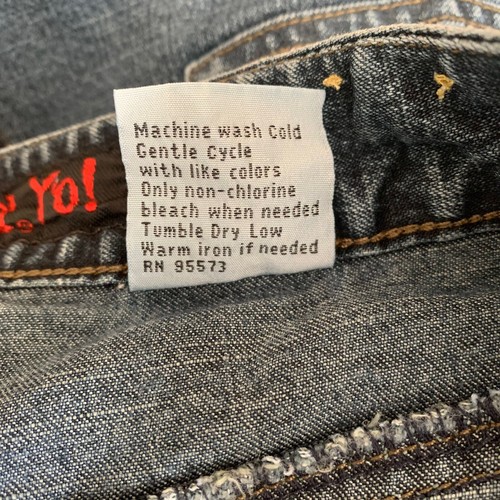 YO!
Machine wash Cold
Gentle Cycle
with like colors
Only non-chlorine
bleach when needed
Tumble Dry Low
Warm iron if needed
RN 95573